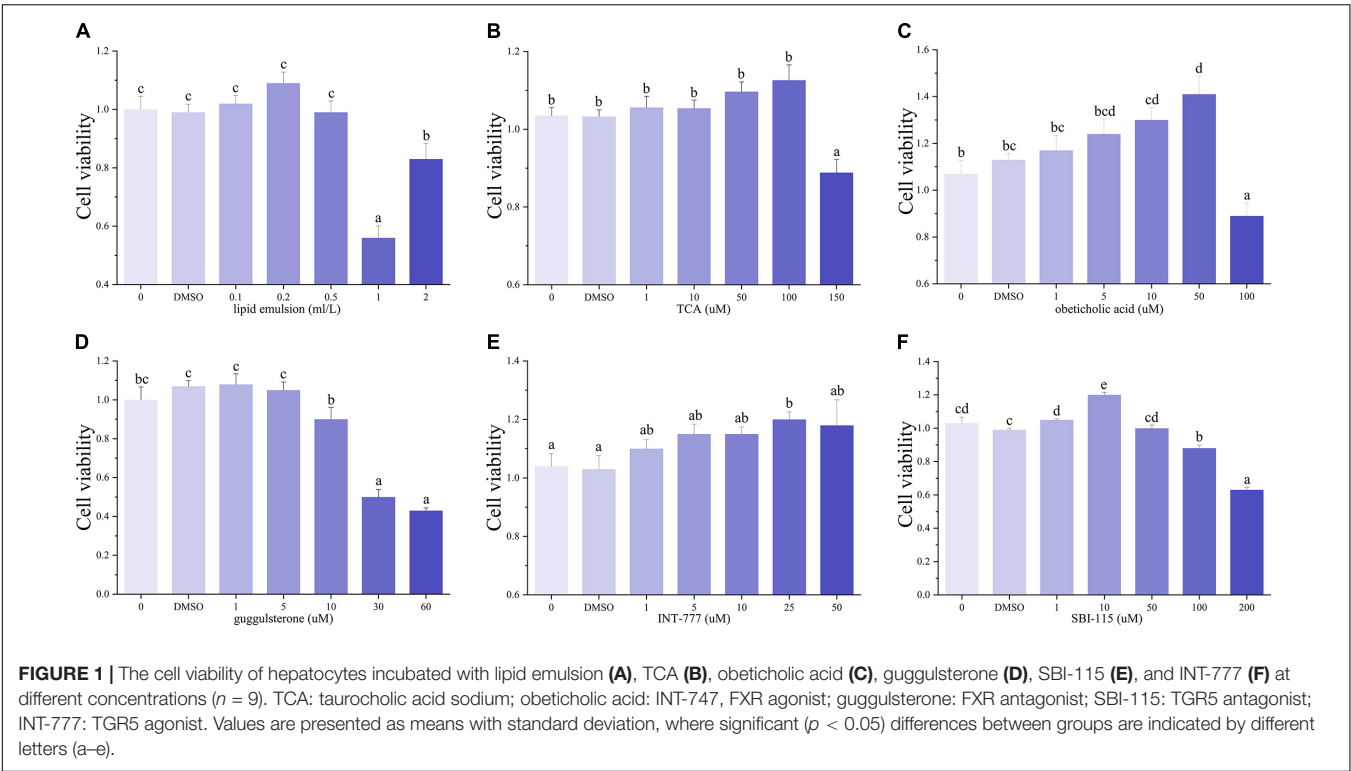 A
Cell viability
1.2
1.0
0.8
0.6
0.4
c c c c c a b
0 DMSO 0.1 0.2 0.5 1 2
lipid emulsion (ml/L)
B
Cell viability
1.2
1.0
0.8
0.6
b b b b b b a
0 DMSO 1 10 50 100 150
TCA (uM)
C
Cell viability
1.6
1.4
1.2
1.0
0.8
0.6
b bc bc bcd cd d a
0 DMSO 1 5 10 50 100
obeticholic acid (uM)
D
Cell viability
1.2
1.0
0.8
0.6
0.4
0.2
0.0
bc c c c b a a
0 DMSO 1 5 10 30 60
guggulsterone (uM)
E
Cell viability
1.4
1.2
1.0
0.8
0.6
a a ab ab ab b ab
0 DMSO 1 5 10 25 50
INT-777 (uM)
F
Cell viability
1.4
1.2
1.0
0.8
0.6
0.4
0.2
0.0
cd c d e cd b a
0 DMSO 1 10 50 100 200
SBI-115 (uM)
FIGURE 1 | The cell viability of hepatocytes incubated with lipid emulsion (A), TCA (B), obeticholic acid (C), guggulsterone (D), SBI-115 (E), and INT-777 (F) at
different concentrations (n = 9). TCA: taurocholic acid sodium; obeticholic acid: INT-747, FXR agonist; guggulsterone: FXR antagonist; SBI-115: TGR5 antagonist;
INT-777: TGR5 agonist. Values are presented as means with standard deviation, where significant (p < 0.05) differences between groups are indicated by different
letters (a–e).